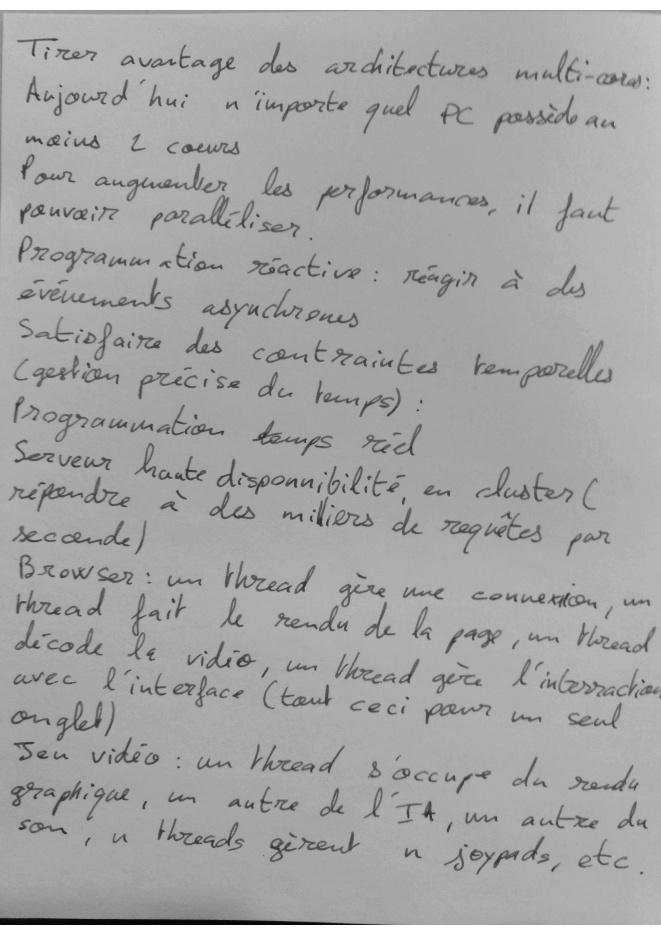 Tirer avantage des architectures multi-cores:
Aujourd'hui n'importe quel PC possède au
moins 2 coeurs
Pour augmenter les performances, il faut
pouvoir paralléliser.
Programmation réactive : réagir à des
événements asynchrones
Satisfaire des contraintes temporelles
(gestion précise du temps) :
Programmation temps réel
Serveur haute disponnibilité, en cluster (
répondre à des milliers de requêtes par
seconde)
Browser : un thread gère une connexion, un
thread fait le rendu de la page, un thread
décode la vidéo, un thread gère l'interraction
avec l'interface (tout ceci pour un seul
onglet)
Jeu vidéo : un thread s'occupe du rendu
graphique, un autre de l'IA, un autre du
son, n threads gèrent n joypads, etc.